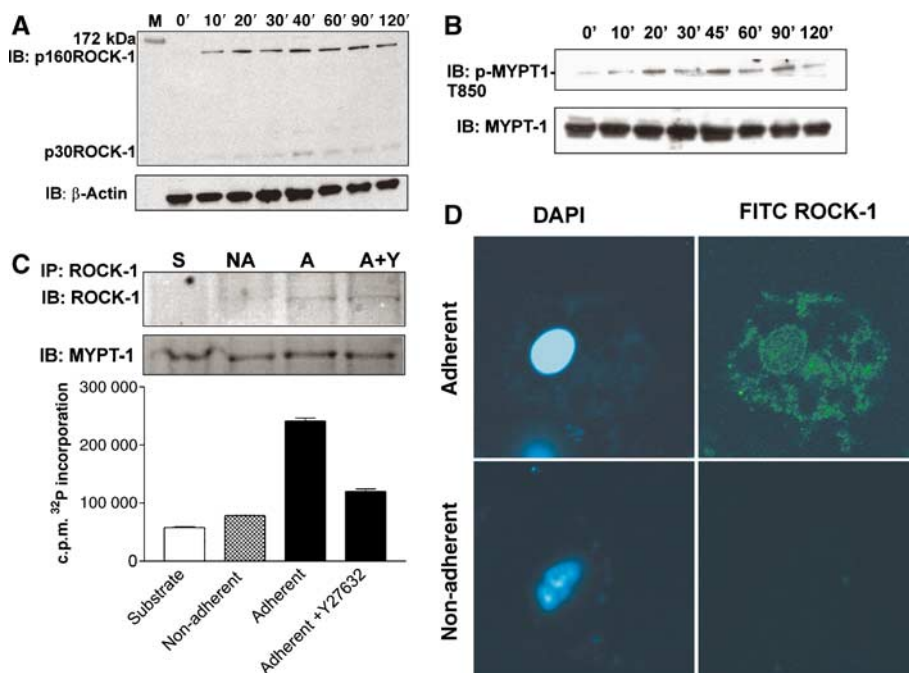 A
M 0' 10' 20' 30' 40' 60' 90' 120'
172 kDa
IB: p160ROCK-1
p30ROCK-1
IB: β-Actin
B
0' 10' 20' 30' 45' 60' 90' 120'
IB: p-MYPT1-
T850
IB: MYPT-1
C
S NA A A+Y
IP: ROCK-1
IB: ROCK-1
IB: MYPT-1
300 000
200 000
100 000
0
c.p.m. ³²P incorporation
Substrate
Non-adherent
Adherent
Adherent +Y27632
D
DAPI FITC ROCK-1
Adherent
Non-adherent